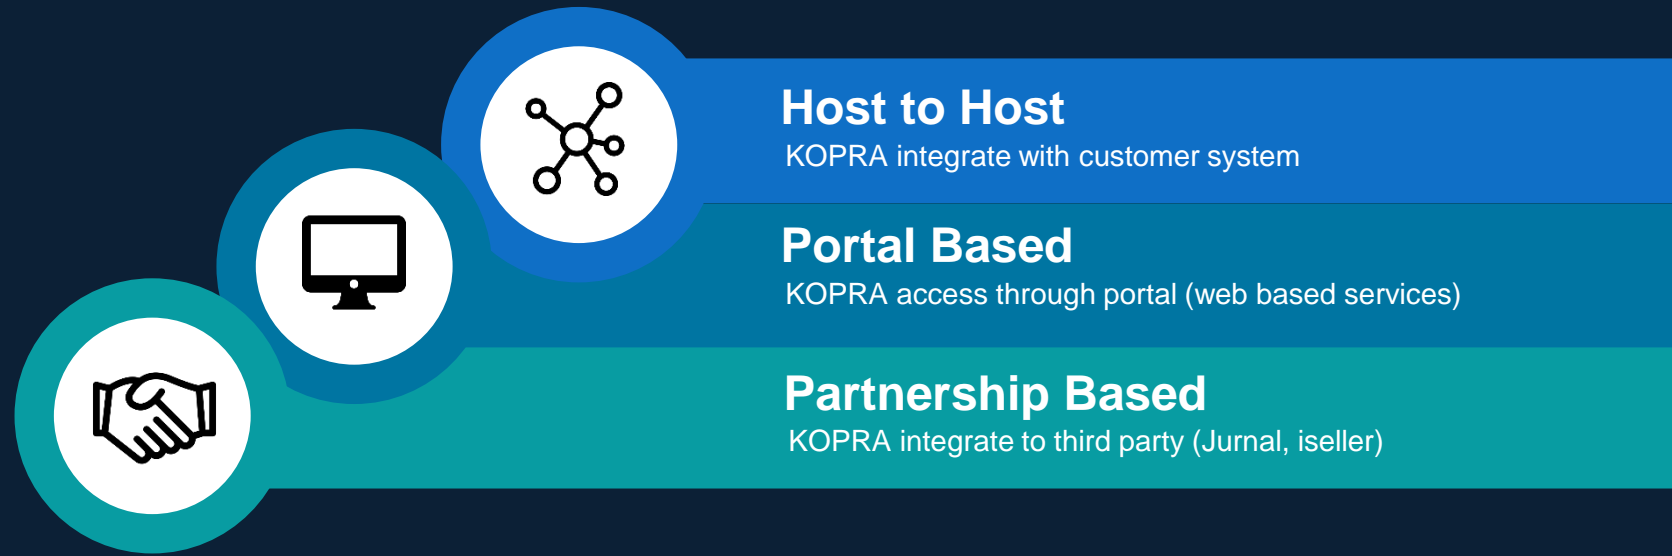 Host to Host
KOPRA integrate with customer system
Portal Based
KOPRA access through portal (web based services)
Partnership Based
KOPRA integrate to third party (Jurnal, iseller)